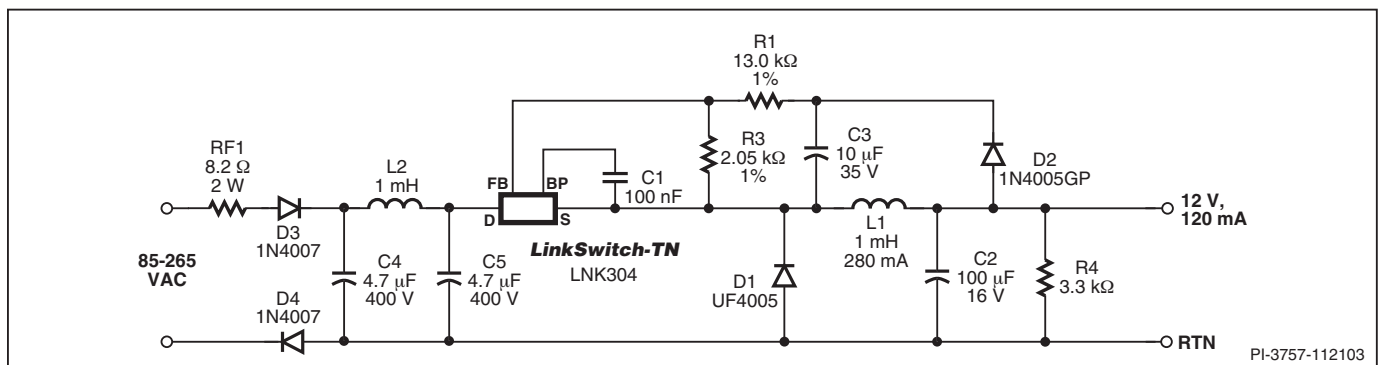 R1
13.0 kΩ
1%
RF1
8.2 Ω
2 W
L2
1 mH
FB
BP
D
S
C1
100 nF
R3
2.05 kΩ
1%
C3
10 µF
35 V
D2
1N4005GP
D3
1N4007
LinkSwitch-TN
LNK304
L1
1 mH
280 mA
12 V,
120 mA
85-265
VAC
C4
4.7 µF
400 V
C5
4.7 µF
400 V
D1
UF4005
C2
100 µF
16 V
R4
3.3 kΩ
D4
1N4007
RTN
PI-3757-112103